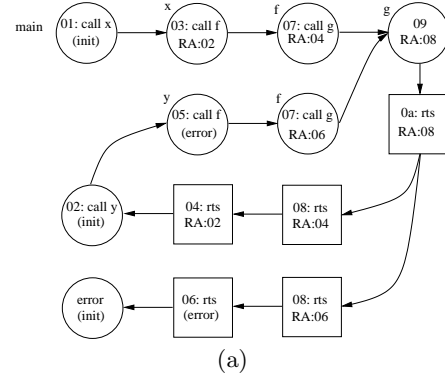 x
f
g
main
01: call x
(init)
03: call f
RA:02
07: call g
RA:04
09
RA:08
y
f
05: call f
(error)
07: call g
RA:06
0a: rts
RA:08
02: call y
(init)
04: rts
RA:02
08: rts
RA:04
error
(init)
06: rts
(error)
08: rts
RA:06
(a)